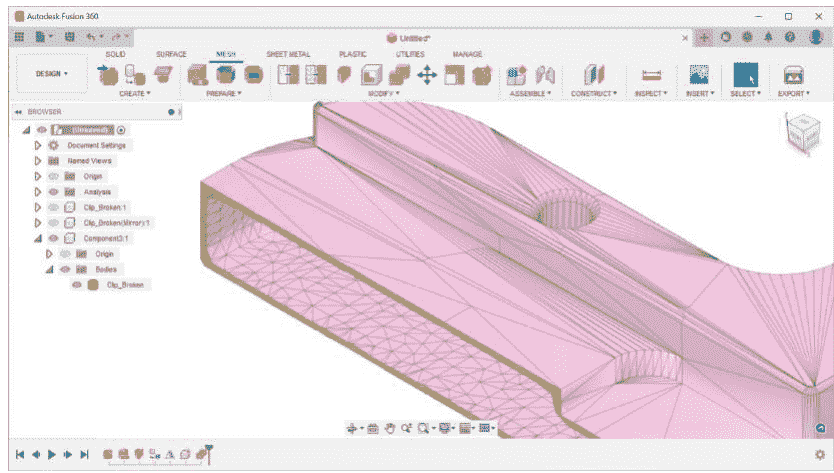 Autodesk Fusion 360
Untitled*
SOLID SURFACE MESH SHEET METAL PLASTIC UTILITIES MANAGE
DESIGN
CREATE PREPARE MODIFY ASSEMBLE CONSTRUCT INSPECT INSERT SELECT EXPORT
BROWSER
(Unsaved)
Document Settings
Named Views
Origin
Analysis
Clip_Broken:1
Clip_Broken(Mirror):1
Component3:1
Origin
Bodies
Clip_Broken